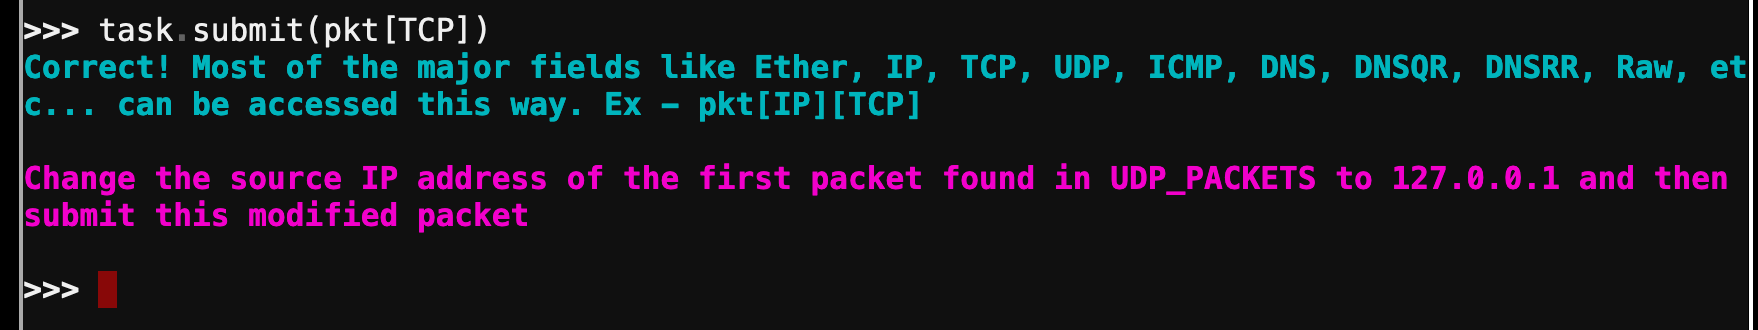 >>> task.submit(pkt[TCP])
Correct! Most of the major fields like Ether, IP, TCP, UDP, ICMP, DNS, DNSQR, DNSRR, Raw, et
c... can be accessed this way. Ex - pkt[IP][TCP]
Change the source IP address of the first packet found in UDP_PACKETS to 127.0.0.1 and then
submit this modified packet
>>>